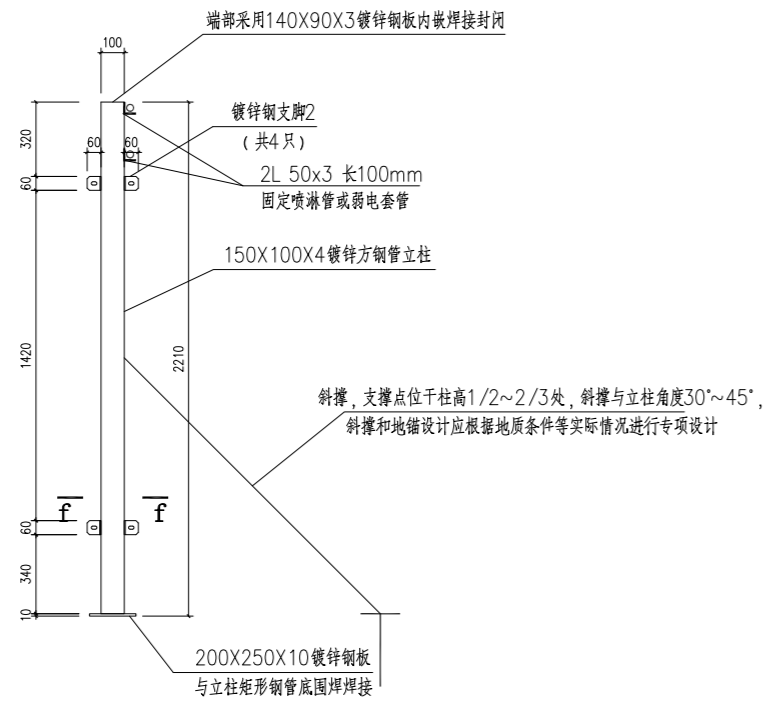 端部采用140X90X3镀锌钢板内嵌焊接封闭
100
镀锌钢支脚2
(共4只)
60
60
2L 50x3 长100mm
固定喷淋管或弱电套管
320
60
150X100X4镀锌方钢管立柱
1420
2210
斜撑,支撑点位于柱高1/2~2/3处,斜撑与立柱角度30°~45°,
斜撑和地锚设计应根据地质条件等实际情况进行专项设计
f
f
60
340
10
200X250X10镀锌钢板
与立柱矩形钢管底围焊焊接